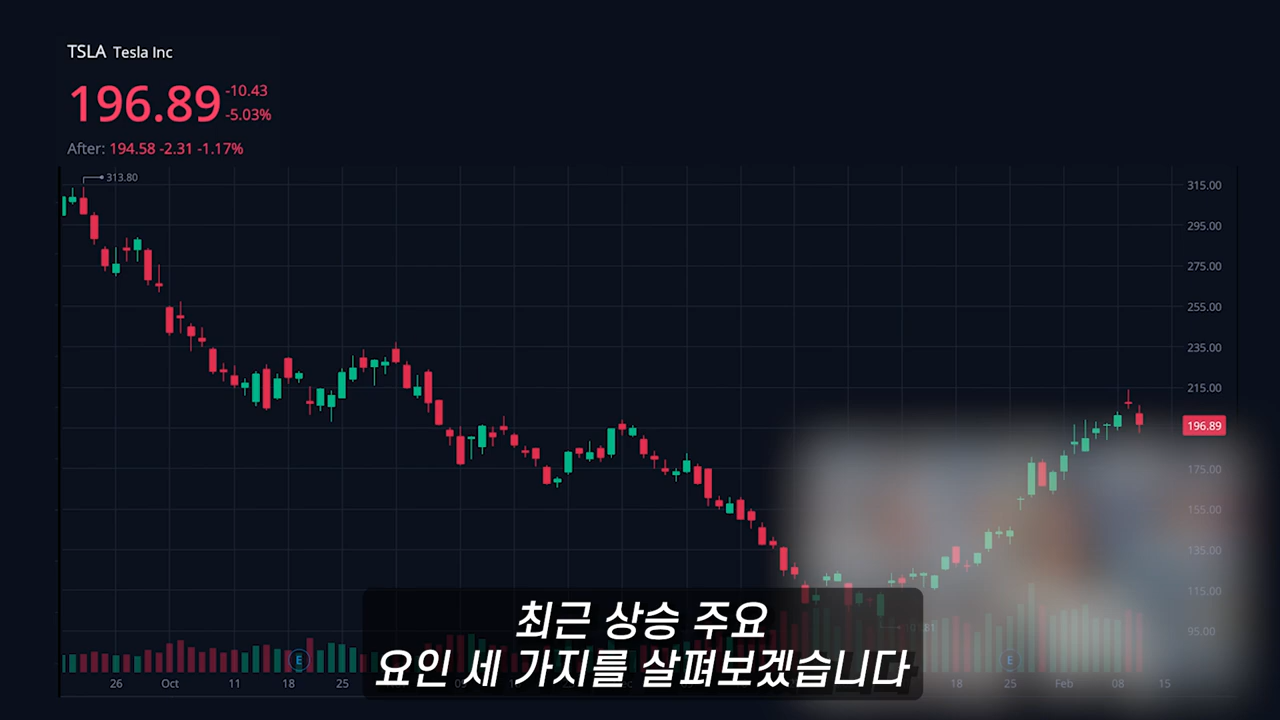 TSLA Tesla Inc
196.89 -10.43
-5.03%
After: 194.58 -2.31 -1.17%
313.80
315.00
295.00
275.00
255.00
235.00
215.00
196.89
175.00
155.00
135.00
115.00
95.00
최근 상승 주요
요인 세 가지를 살펴보겠습니다
E
E
26 Oct 11 18 25 18 25 Feb 08 15